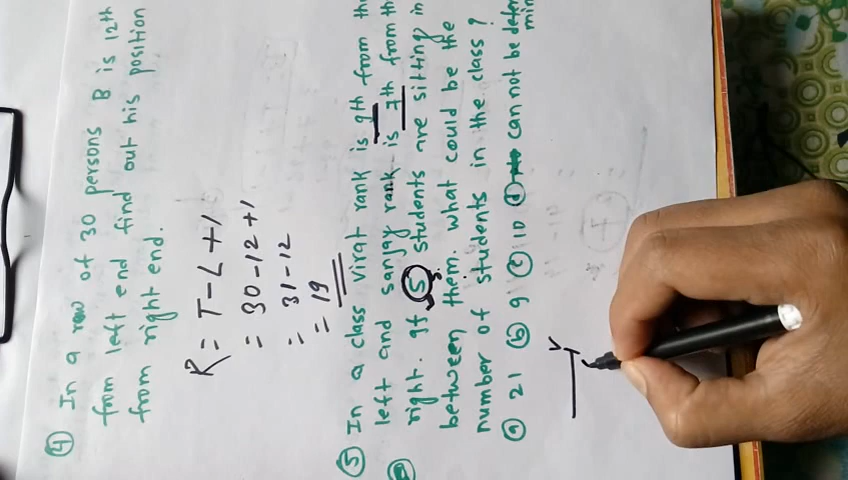 ④ In a row of 30 persons B is 12th
from left end find out his position
from right end.
R = T - L + 1
= 30 - 12 + 1
= 31 - 12
= 19
⑤ In a class virat rank is 9th from the
left and sanjay rank is 7th from the
right. If 5 students are sitting in
between them. what could be the
number of students in the class?
ⓐ 21 ⓑ 9 ⓒ 10 ⓓ cannot be deter
min
V